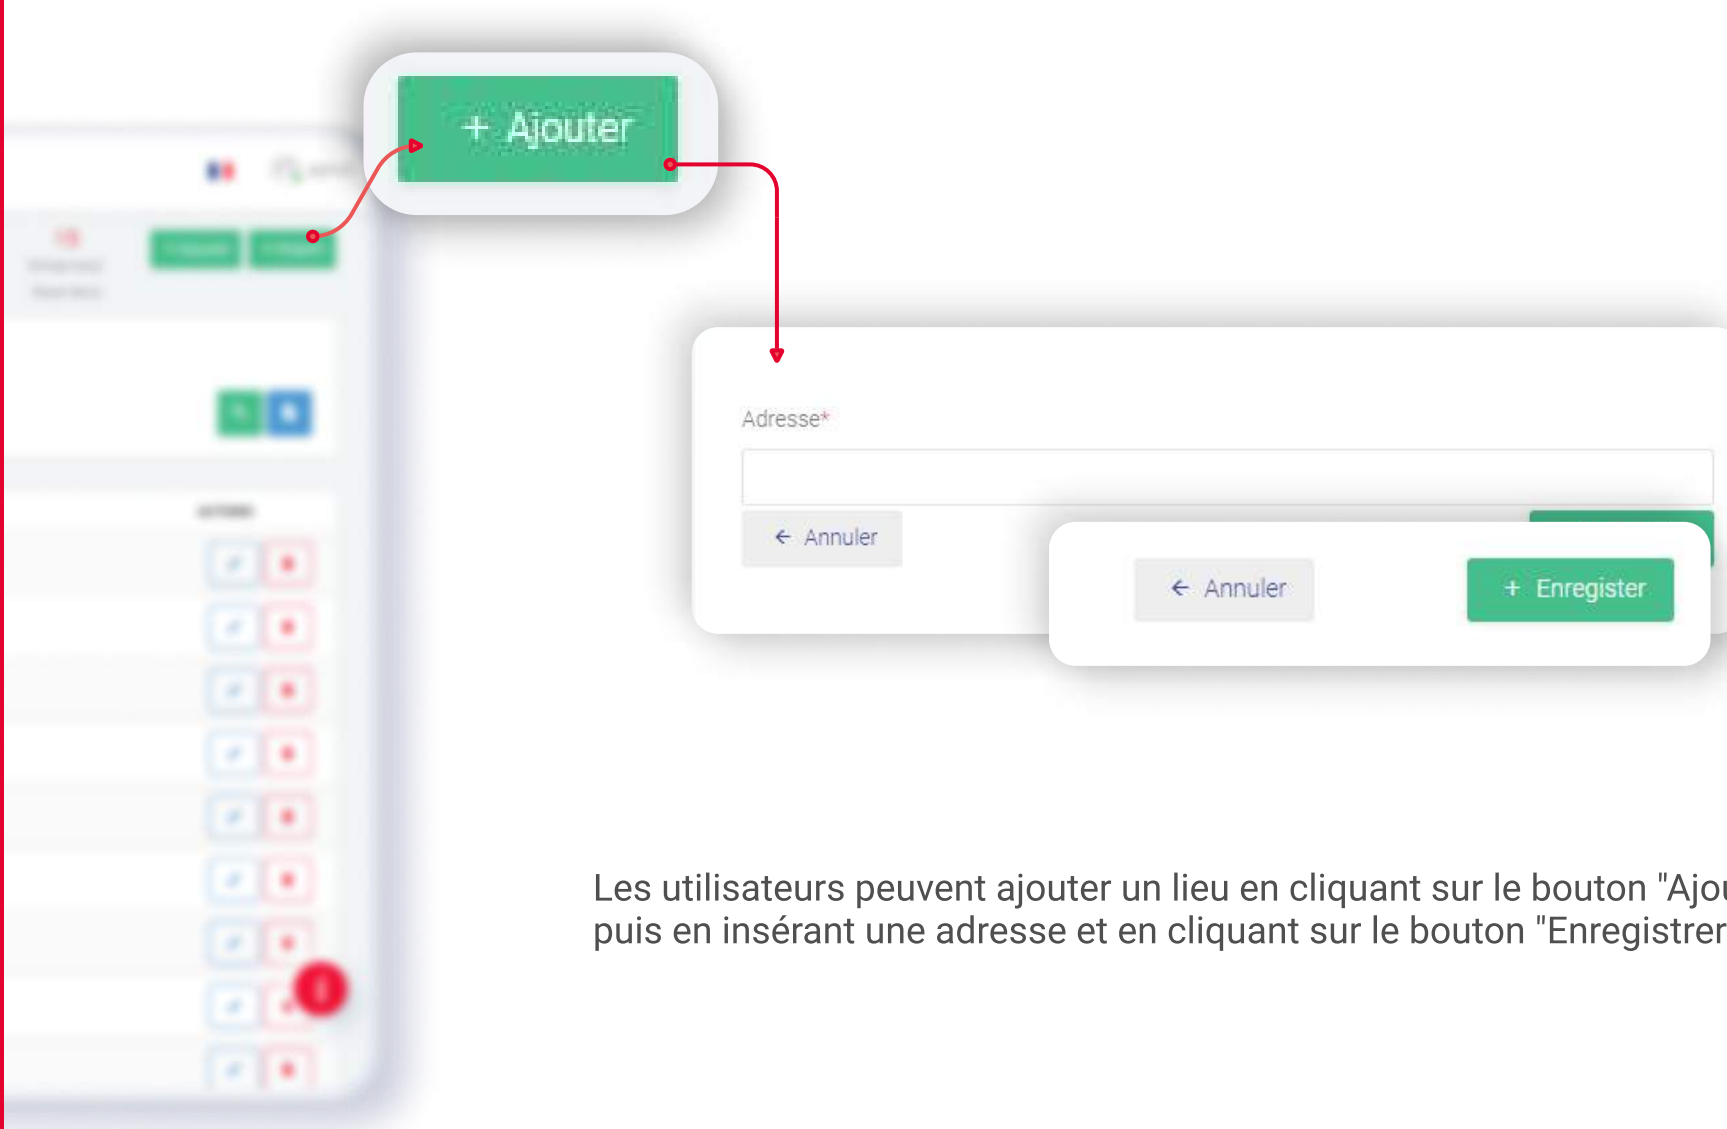 + Ajouter
Adresse*
← Annuler
← Annuler
+ Enregister
Les utilisateurs peuvent ajouter un lieu en cliquant sur le bouton "Ajou
puis en insérant une adresse et en cliquant sur le bouton "Enregistrer